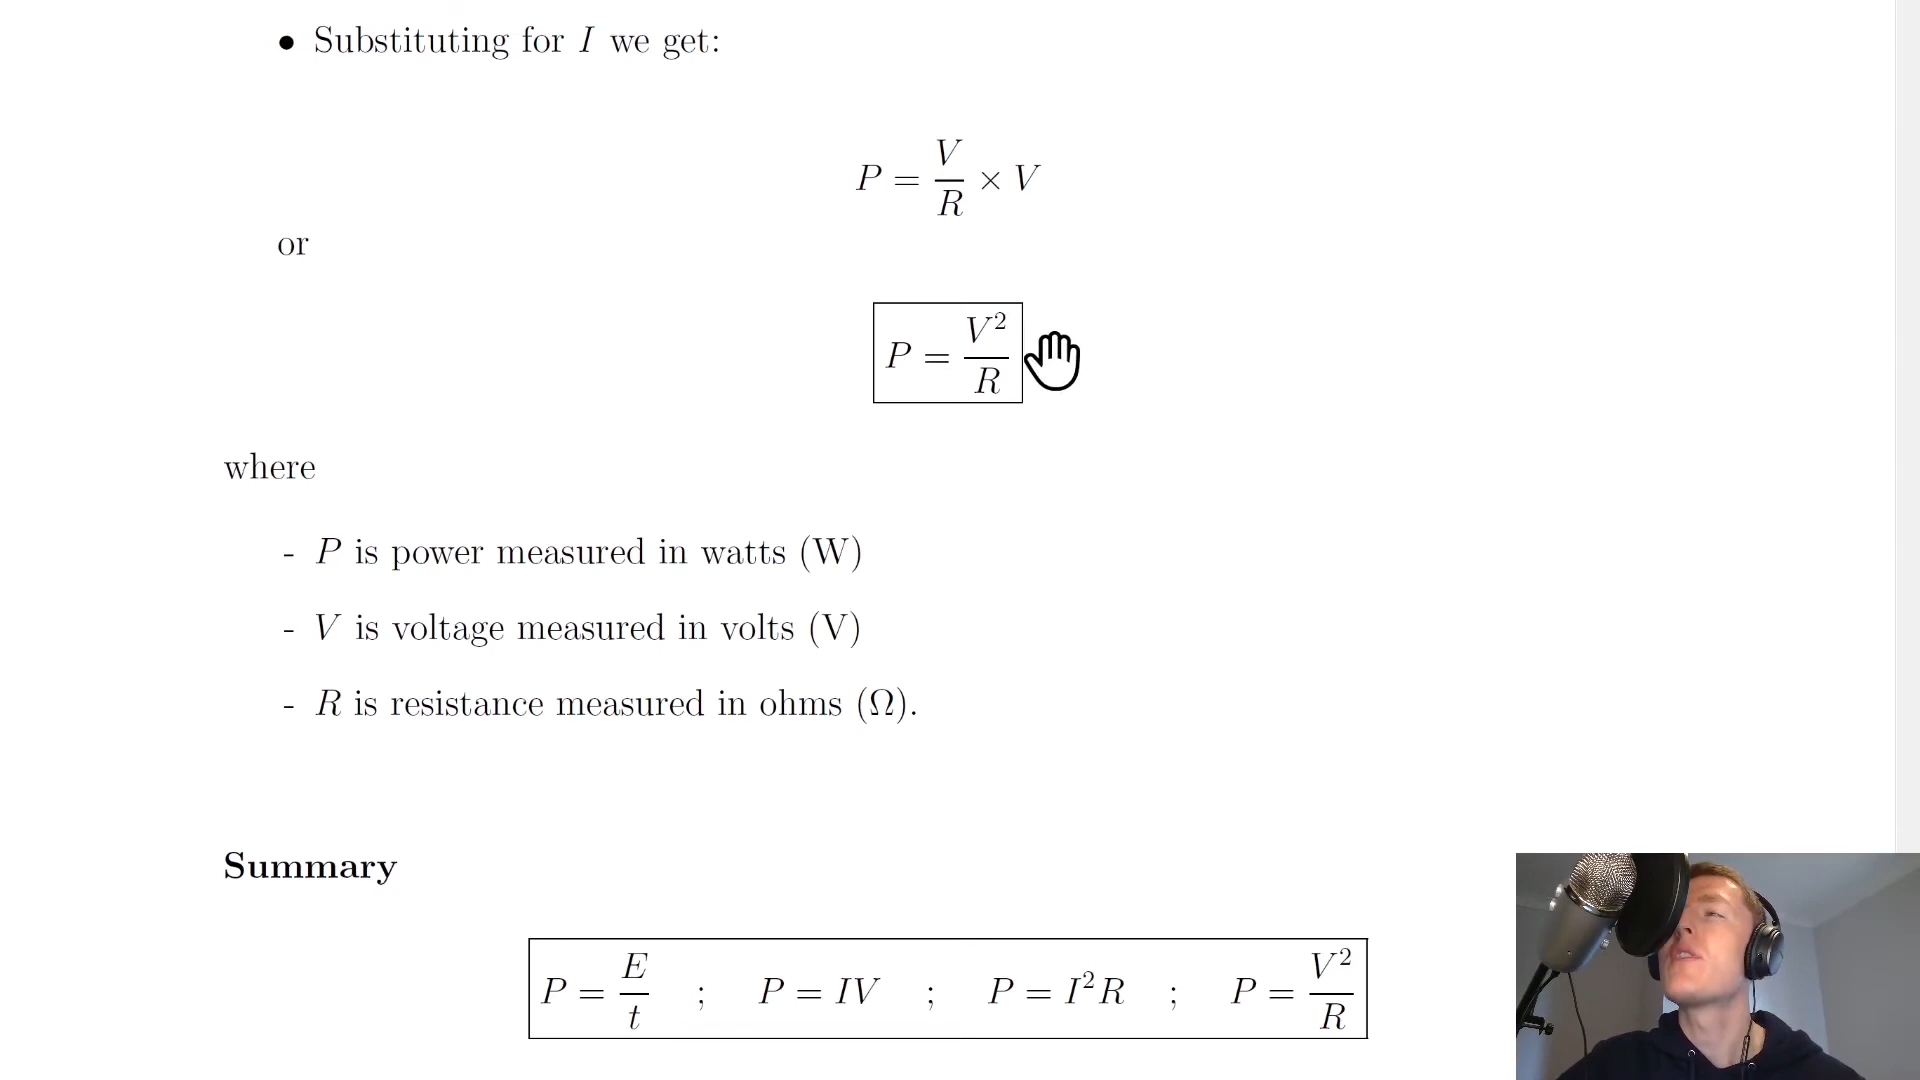 • Substituting for I we get:
P = V/R × V
or
P = V²/R
where
- P is power measured in watts (W)
- V is voltage measured in volts (V)
- R is resistance measured in ohms (Ω).
Summary
P = E/t ; P = IV ; P = I²R ; P = V²/R